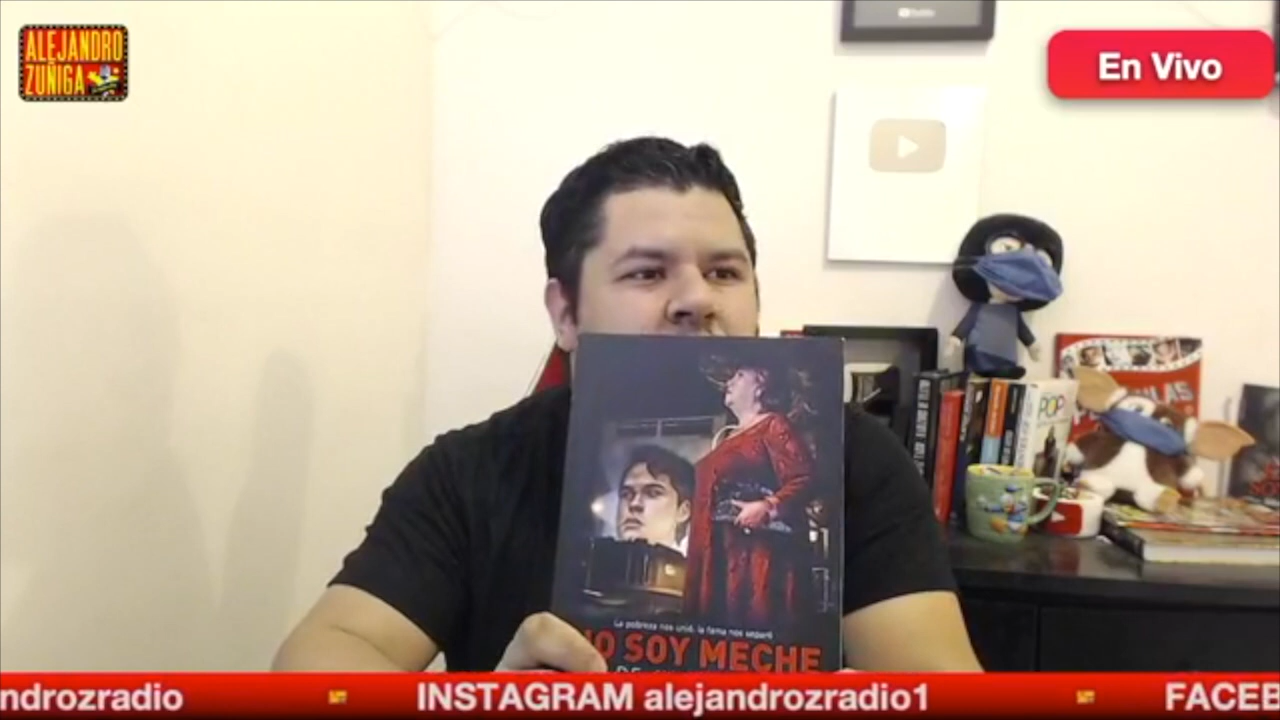 ALEJANDRO
ZUÑIGA
En Vivo
POP
La pobreza nos unió, la fama nos separó
YO SOY MECHE
ndrozradio
INSTAGRAM alejandrozradio1
FACEB